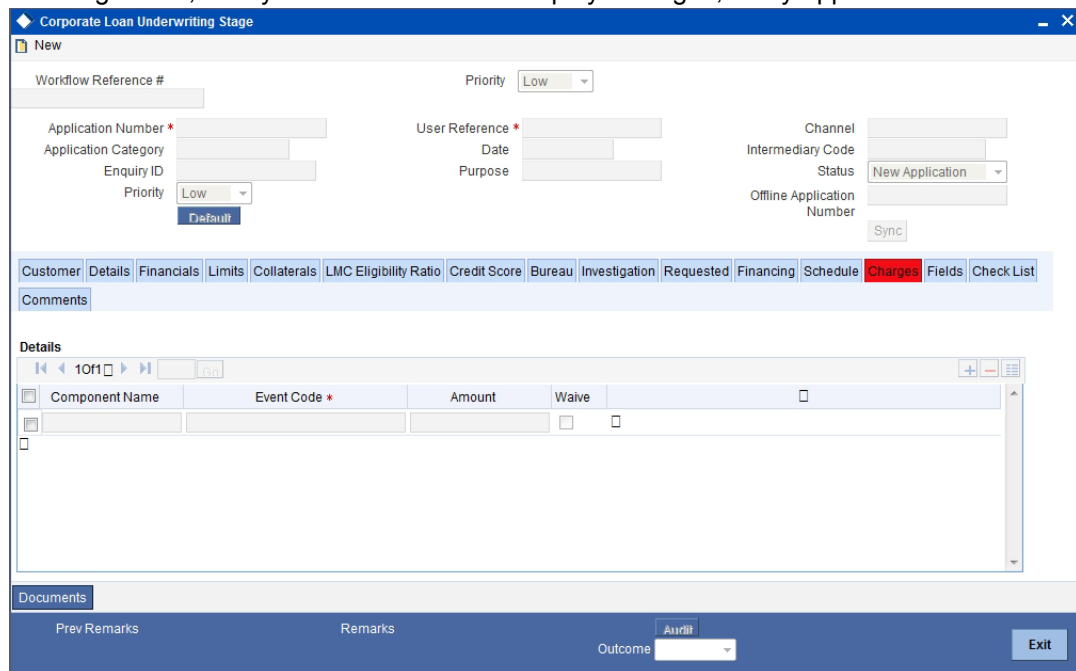 Corporate Loan Underwriting Stage
New
Workflow Reference #
Priority Low
Application Number * User Reference * Channel
Application Category Date Intermediary Code
Enquiry ID Purpose Status New Application
Priority Low Offline Application Number
Default
Sync
Customer Details Financials Limits Collaterals LMC Eligibility Ratio Credit Score Bureau Investigation Requested Financing Schedule Charges Fields Check List
Comments
Details
1Of1 Go
Component Name Event Code * Amount Waive
Documents
Prev Remarks Remarks Audit
Outcome
Exit